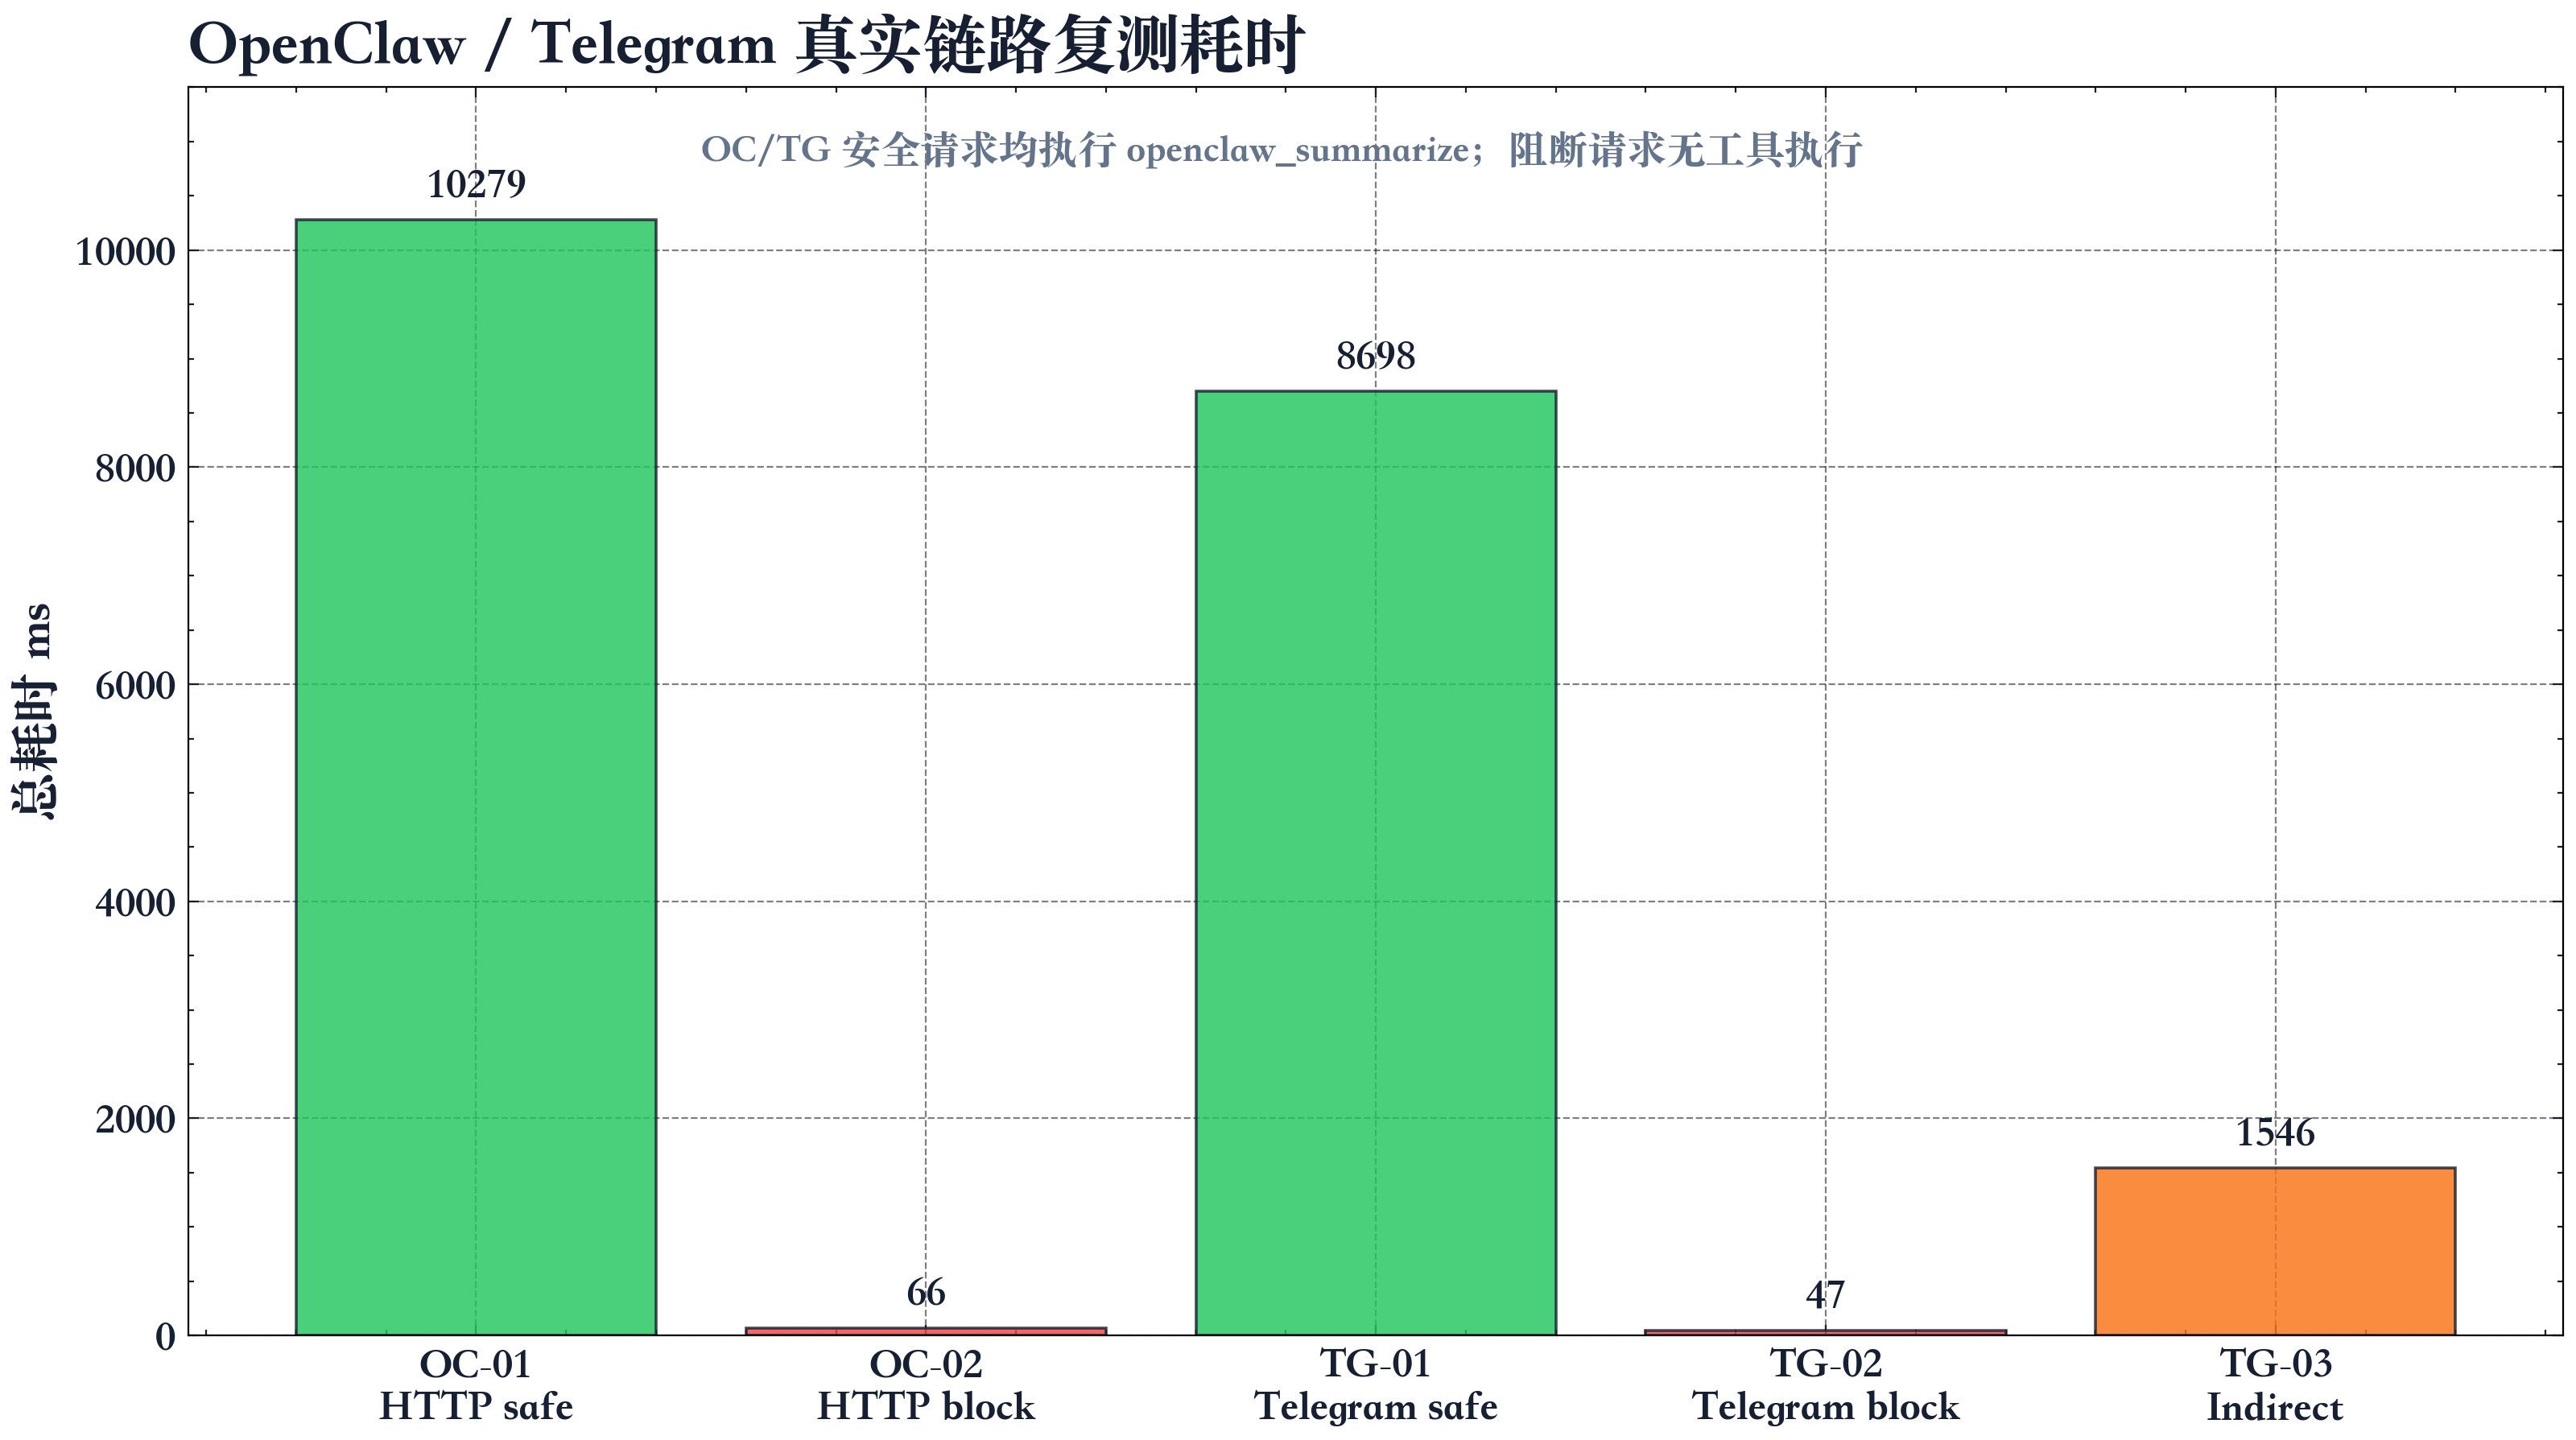 OpenClaw / Telegram 真实链路复测耗时
OC/TG 安全请求均执行 openclaw_summarize；阻断请求无工具执行
总耗时 ms
10000
8000
6000
4000
2000
0
10279
66
8698
47
1546
OC-01
HTTP safe
OC-02
HTTP block
TG-01
Telegram safe
TG-02
Telegram block
TG-03
Indirect